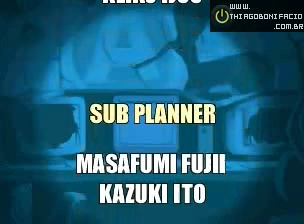 WWW.
THIAGOBONIFACIO
.COM.BR
SUB PLANNER
MASAFUMI FUJII
KAZUKI ITO